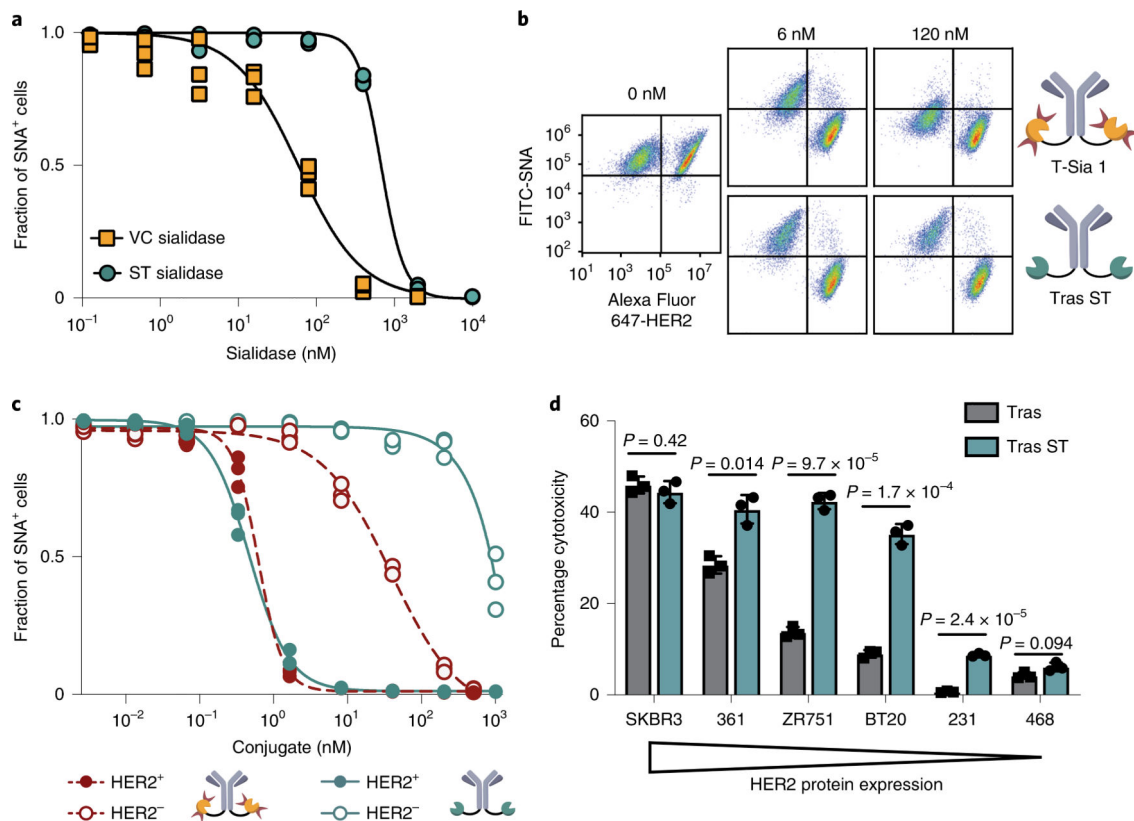 a
1.0
0.5
0
Fraction of SNA⁺ cells
VC sialidase
ST sialidase
10⁻¹ 10⁰ 10¹ 10² 10³ 10⁴
Sialidase (nM)
b
0 nM
6 nM
120 nM
FITC-SNA
10⁶
10⁵
10⁴
10³
10²
10¹ 10³ 10⁵ 10⁷
Alexa Fluor
647-HER2
T-Sia 1
Tras ST
c
1.0
0.5
0
Fraction of SNA⁺ cells
10⁻² 10⁻¹ 10⁰ 10¹ 10² 10³
Conjugate (nM)
HER2⁺
HER2⁻
HER2⁺
HER2⁻
d
60
40
20
0
Percentage cytotoxicity
Tras
Tras ST
P = 0.42
P = 0.014
P = 9.7 × 10⁻⁵
P = 1.7 × 10⁻⁴
P = 2.4 × 10⁻⁵
P = 0.094
SKBR3 361 ZR751 BT20 231 468
HER2 protein expression